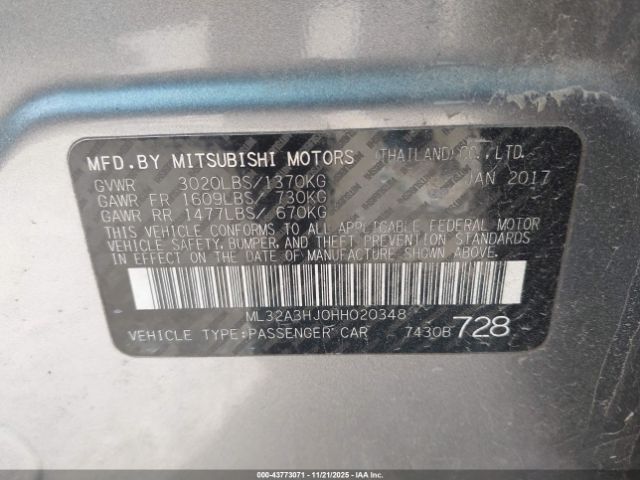 MFD.BY MITSUBISHI MOTORS (THAILAND)CO.,LTD.
GVWR 3020LBS/1370KG JAN 2017
GAWR FR 1609LBS/ 730KG
GAWR RR 1477LBS/ 670KG
THIS VEHICLE CONFORMS TO ALL APPLICABLE FEDERAL MOTOR
VEHICLE SAFETY, BUMPER, AND THEFT PREVENTION STANDARDS
IN EFFECT ON THE DATE OF MANUFACTURE SHOWN ABOVE.
ML32A3HJ0HH020348
VEHICLE TYPE:PASSENGER CAR 7430B 728
000-43773071 - 11/21/2025 - IAAI.com